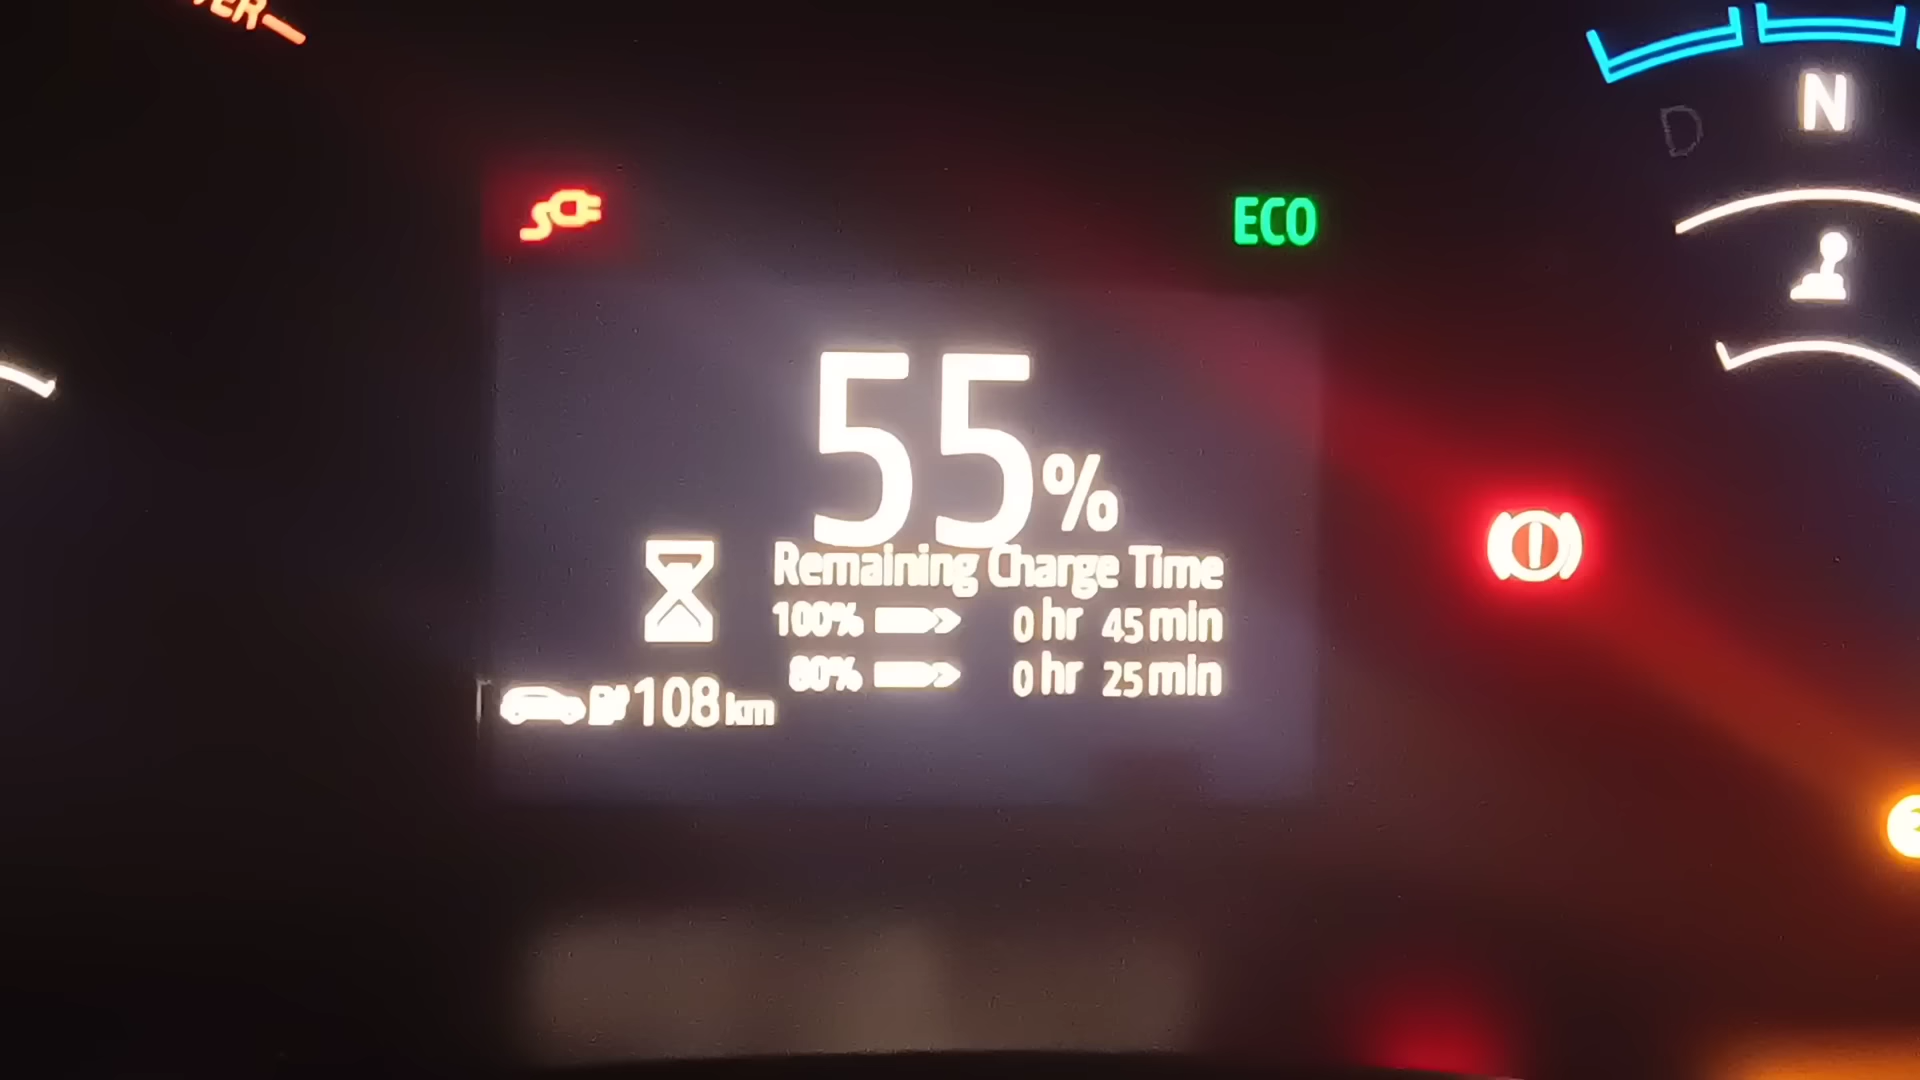 ECO
N
D
55%
Remaining Charge Time
100% 0 hr 45 min
80% 0 hr 25 min
108 km